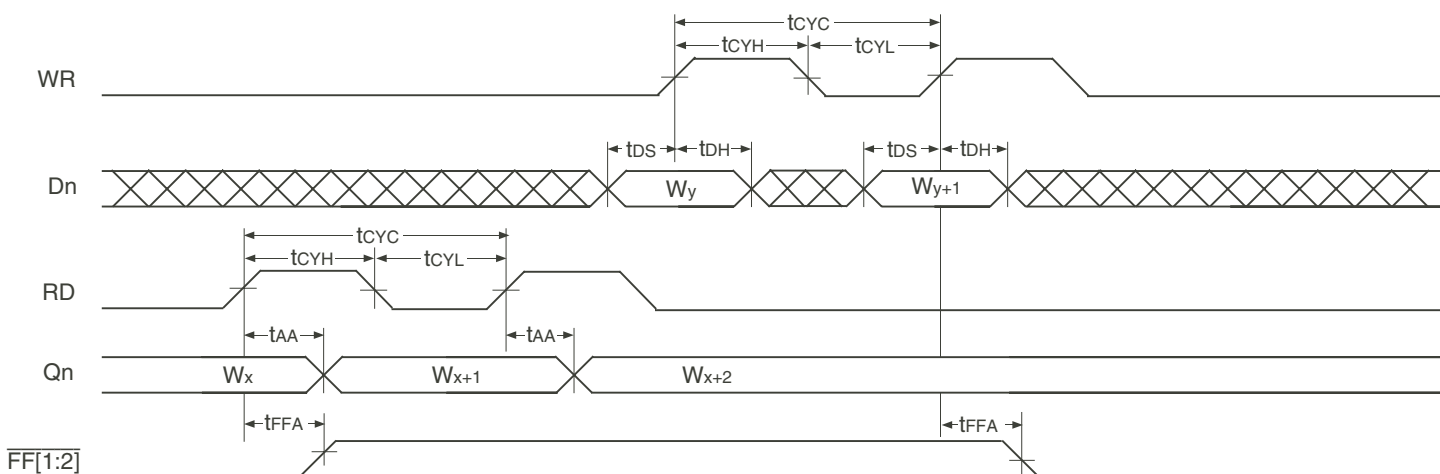 tCYC
tCYH tCYL
WR
tDS tDH tDS tDH
Dn Wy Wy+1
tCYC
tCYH tCYL
RD
tAA tAA
Qn Wx Wx+1 Wx+2
tFFA tFFA
FF[1:2]